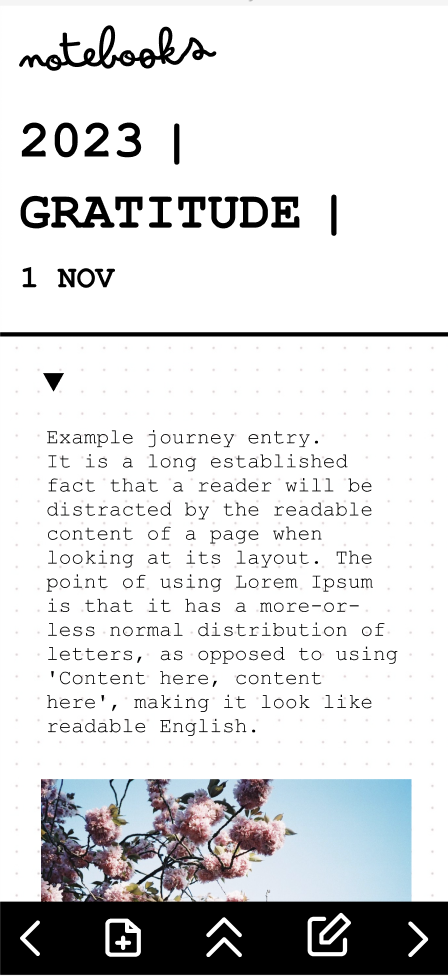 notebooks
2023 |
GRATITUDE |
1 NOV
Example journey entry.
It is a long established
fact that a reader will be
distracted by the readable
content of a page when
looking at its layout. The
point of using Lorem Ipsum
is that it has a more-or-
less normal distribution of
letters, as opposed to using
'Content here, content
here', making it look like
readable English.